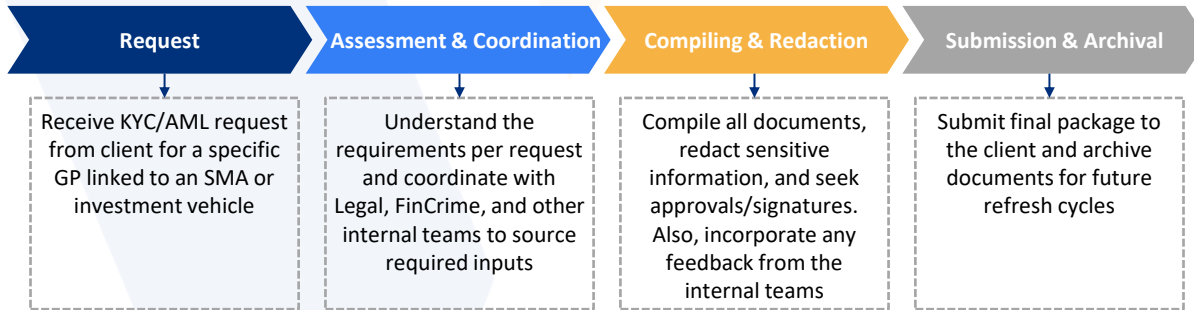 Request
Assessment & Coordination
Compiling & Redaction
Submission & Archival
Receive KYC/AML request
from client for a specific
GP linked to an SMA or
investment vehicle
Understand the
requirements per request
and coordinate with
Legal, FinCrime, and other
internal teams to source
required inputs
Compile all documents,
redact sensitive
information, and seek
approvals/signatures.
Also, incorporate any
feedback from the
internal teams
Submit final package to
the client and archive
documents for future
refresh cycles